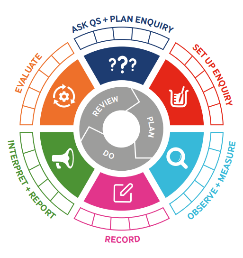 ASK QS + PLAN ENQUIRY
SET UP ENQUIRY
OBSERVE + MEASURE
RECORD
INTERPRET + REPORT
EVALUATE
???
REVIEW
PLAN
DO